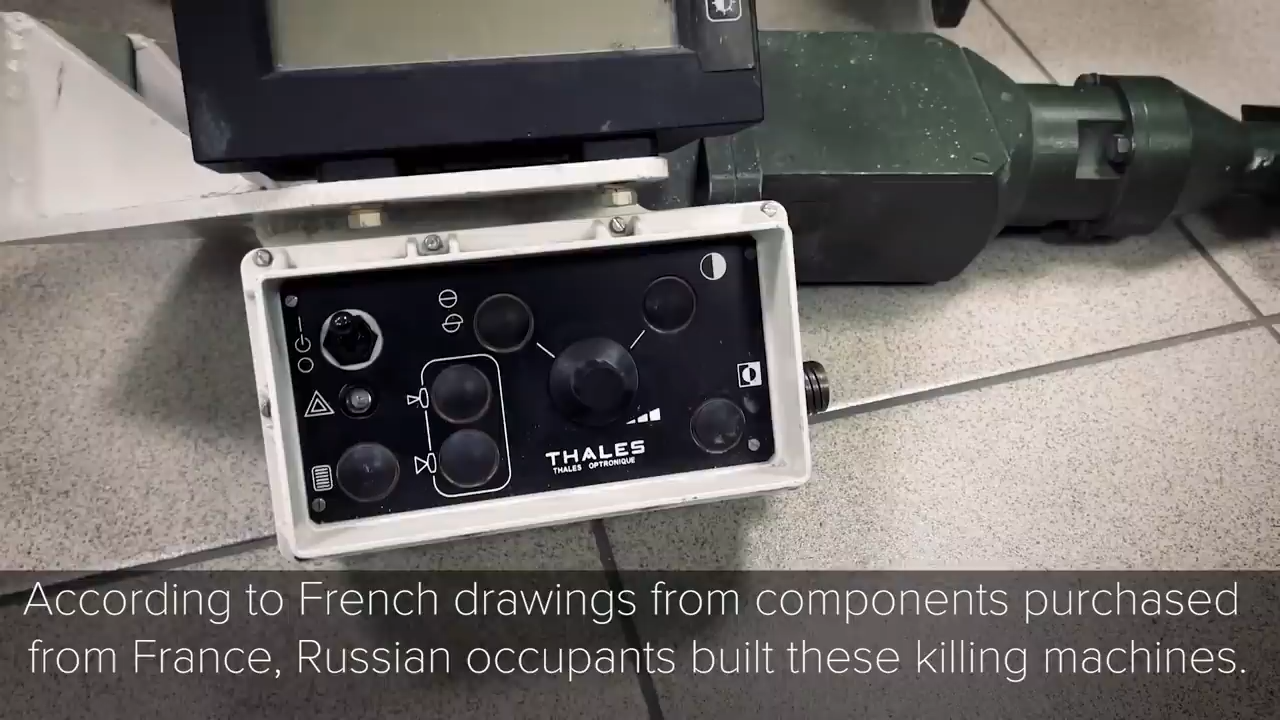 THALES
THALES OPTRONIQUE
According to French drawings from components purchased
from France, Russian occupants built these killing machines.